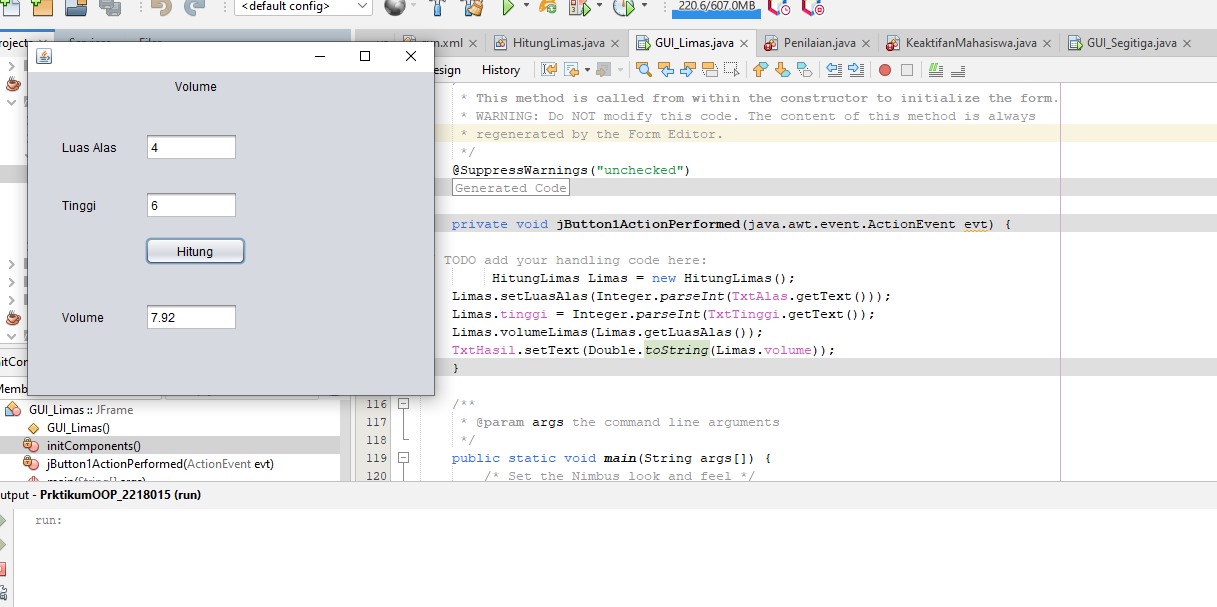 <default config>
220.6/607.0MB
Services
Files
HitungLimas.java
GUI_Limas.java
Penilaian.java
KeaktifanMahasiswa.java
GUI_Segitiga.java
History
Volume
Luas Alas
4
Tinggi
6
Hitung
Volume
7.92
* This method is called from within the constructor to initialize the form.
* WARNING: Do NOT modify this code. The content of this method is always
* regenerated by the Form Editor.
*/
@SuppressWarnings("unchecked")
Generated Code
private void jButton1ActionPerformed(java.awt.event.ActionEvent evt) {
TODO add your handling code here:
HitungLimas Limas = new HitungLimas();
Limas.setLuasAlas(Integer.parseInt(TxtAlas.getText()));
Limas.tinggi = Integer.parseInt(TxtTinggi.getText());
Limas.volumeLimas(Limas.getLuasAlas());
TxtHasil.setText(Double.toString(Limas.volume));
}
116 /**
117 * @param args the command line arguments
118 */
119 public static void main(String args[]) {
120 /* Set the Nimbus look and feel */
GUI_Limas :: JFrame
GUI_Limas()
initComponents()
jButton1ActionPerformed(ActionEvent evt)
main(String[] args)
utput - PrktikumOOP_2218015 (run)
run: